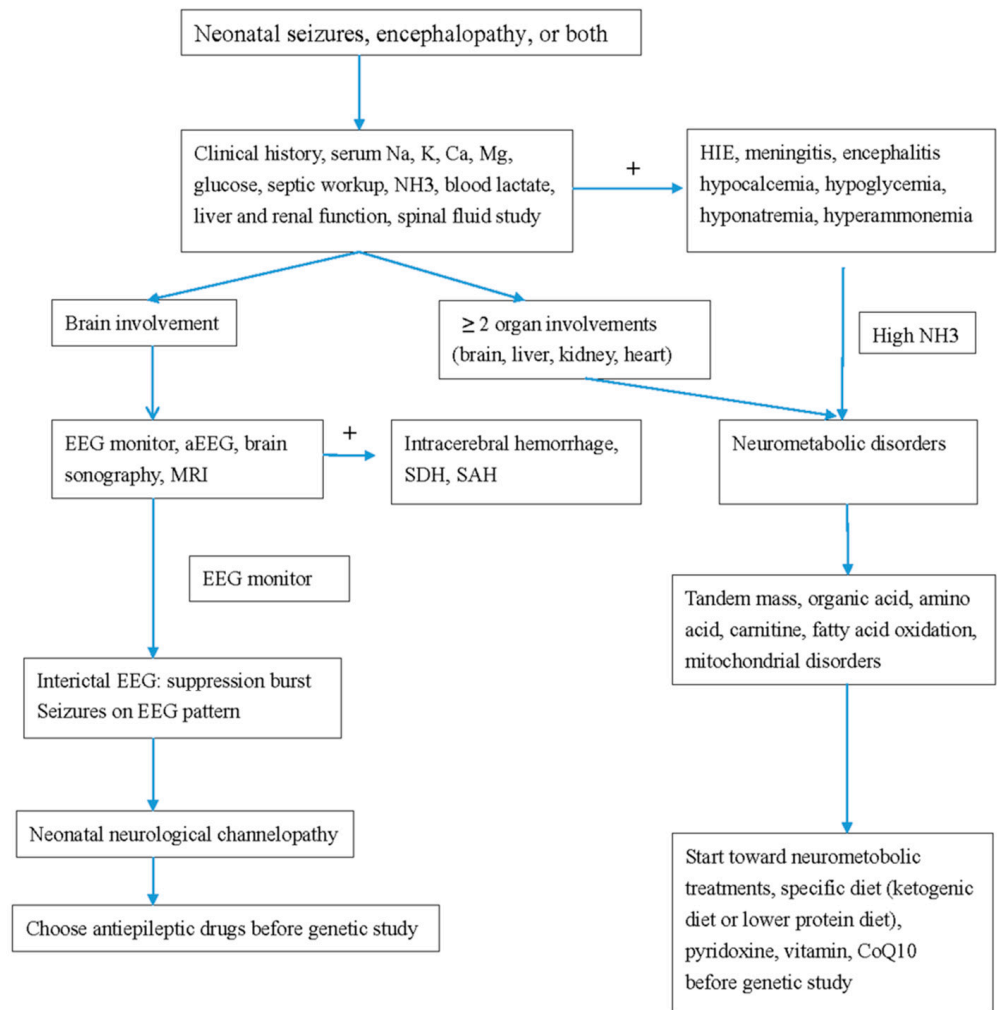 Neonatal seizures, encephalopathy, or both
Clinical history, serum Na, K, Ca, Mg,
glucose, septic workup, NH3, blood lactate,
liver and renal function, spinal fluid study
+
HIE, meningitis, encephalitis
hypocalcemia, hypoglycemia,
hyponatremia, hyperammonemia
Brain involvement
≥ 2 organ involvements
(brain, liver, kidney, heart)
High NH3
EEG monitor, aEEG, brain
sonography, MRI
+
Intracerebral hemorrhage,
SDH, SAH
Neurometabolic disorders
EEG monitor
Tandem mass, organic acid, amino
acid, carnitine, fatty acid oxidation,
mitochondrial disorders
Interictal EEG: suppression burst
Seizures on EEG pattern
Neonatal neurological channelopathy
Choose antiepileptic drugs before genetic study
Start toward neurometobolic
treatments, specific diet (ketogenic
diet or lower protein diet),
pyridoxine, vitamin, CoQ10
before genetic study